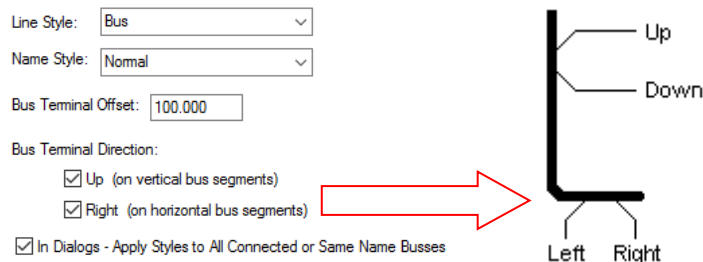 Line Style: Bus
Name Style: Normal
Bus Terminal Offset: 100.000
Bus Terminal Direction:
Up (on vertical bus segments)
Right (on horizontal bus segments)
In Dialogs - Apply Styles to All Connected or Same Name Busses
Up
Down
Left Right